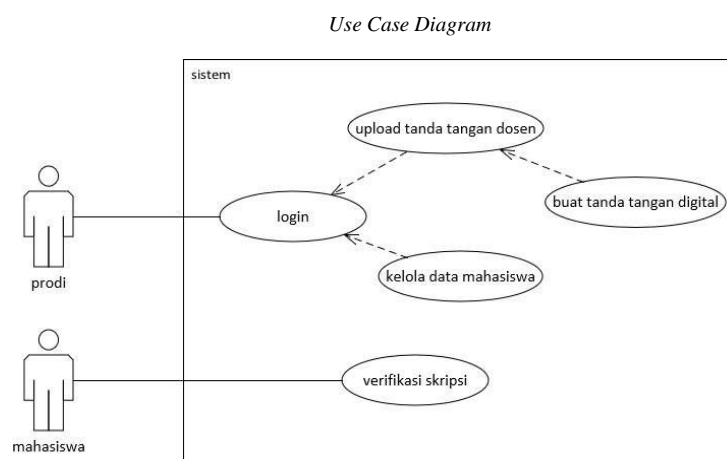 Use Case Diagram
sistem
upload tanda tangan dosen
buat tanda tangan digital
login
kelola data mahasiswa
prodi
verifikasi skripsi
mahasiswa